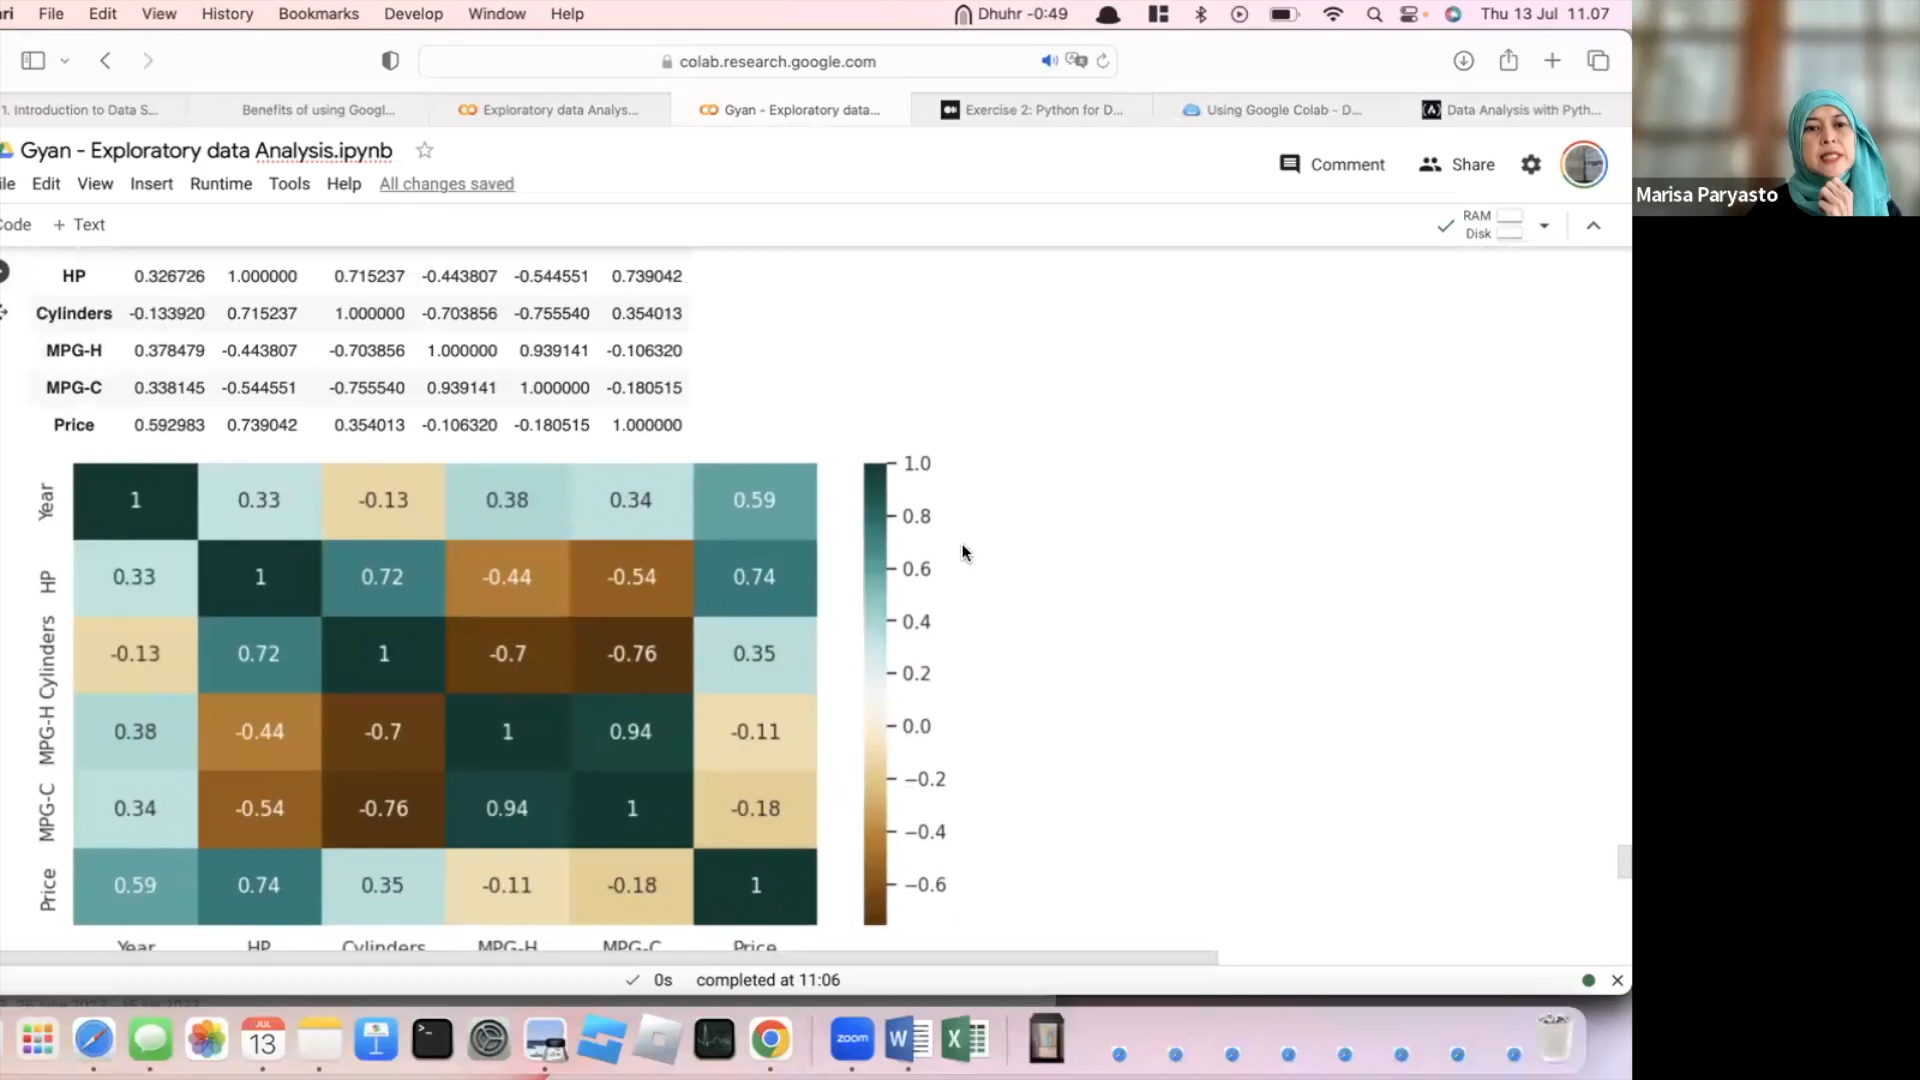 ari File Edit View History Bookmarks Develop Window Help Dhuhr -0:49 Thu 13 Jul 11.07
colab.research.google.com
1. Introduction to Data S... Benefits of using Googl... Exploratory data Analys... Gyan - Exploratory data... Exercise 2: Python for D... Using Google Colab - D... Data Analysis with Pyth...
Gyan - Exploratory data Analysis.ipynb
Comment Share
ile Edit View Insert Runtime Tools Help All changes saved
Code + Text
RAM
Disk
HP 0.326726 1.000000 0.715237 -0.443807 -0.544551 0.739042
Cylinders -0.133920 0.715237 1.000000 -0.703856 -0.755540 0.354013
MPG-H 0.378479 -0.443807 -0.703856 1.000000 0.939141 -0.106320
MPG-C 0.338145 -0.544551 -0.755540 0.939141 1.000000 -0.180515
Price 0.592983 0.739042 0.354013 -0.106320 -0.180515 1.000000
Year 1 0.33 -0.13 0.38 0.34 0.59
HP 0.33 1 0.72 -0.44 -0.54 0.74
Cylinders -0.13 0.72 1 -0.7 -0.76 0.35
MPG-H 0.38 -0.44 -0.7 1 0.94 -0.11
MPG-C 0.34 -0.54 -0.76 0.94 1 -0.18
Price 0.59 0.74 0.35 -0.11 -0.18 1
Year HP Cylinders MPG-H MPG-C Price
1.0
0.8
0.6
0.4
0.2
0.0
−0.2
−0.4
−0.6
0s completed at 11:06
JUL
13
zoom
W
X
Marisa Paryasto